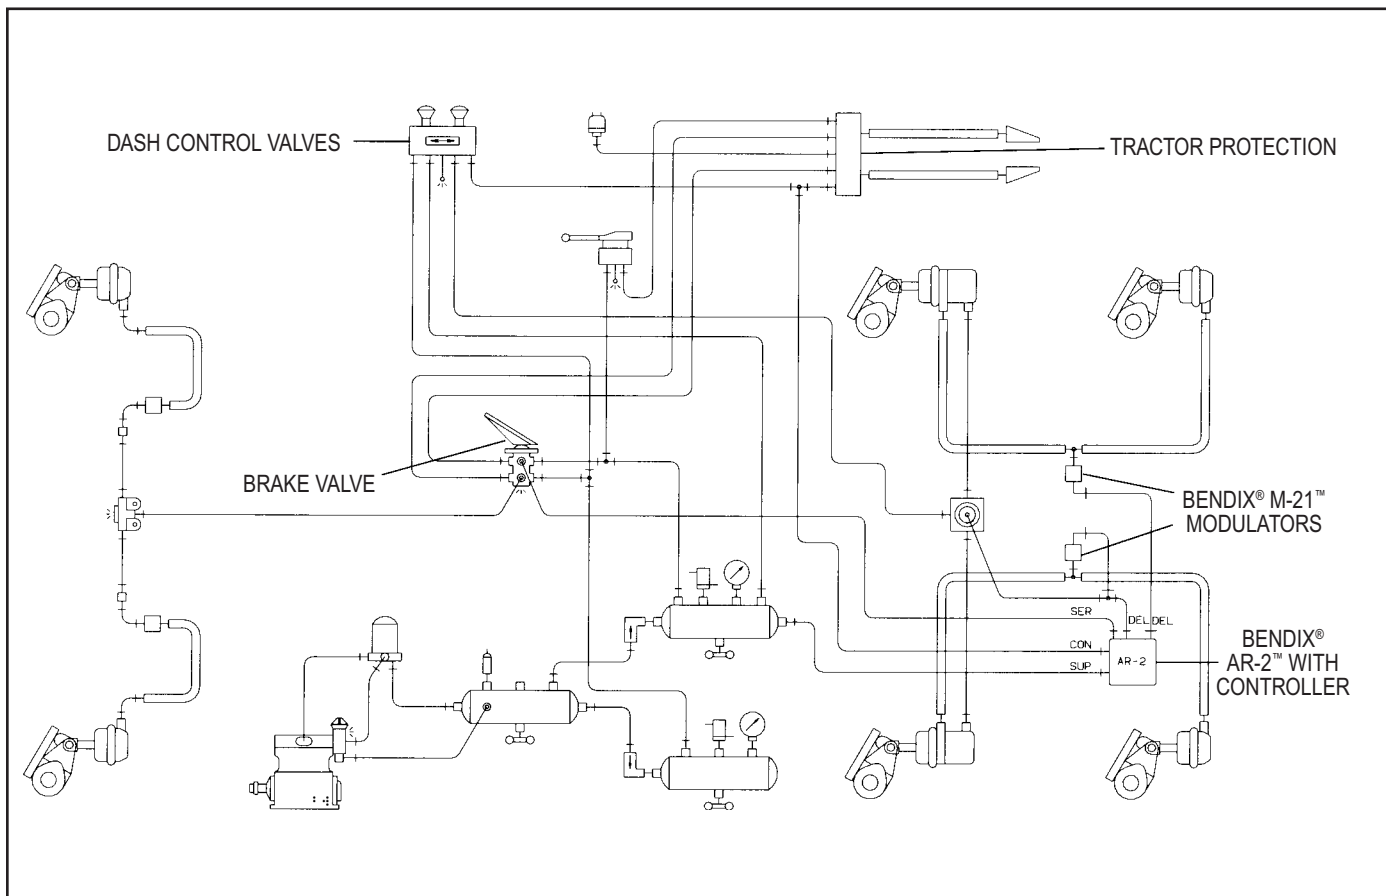 DASH CONTROL VALVES
TRACTOR PROTECTION
BRAKE VALVE
BENDIX® M-21™
MODULATORS
SER
DEL DEL
CON
SUP
AR-2
BENDIX®
AR-2™ WITH
CONTROLLER